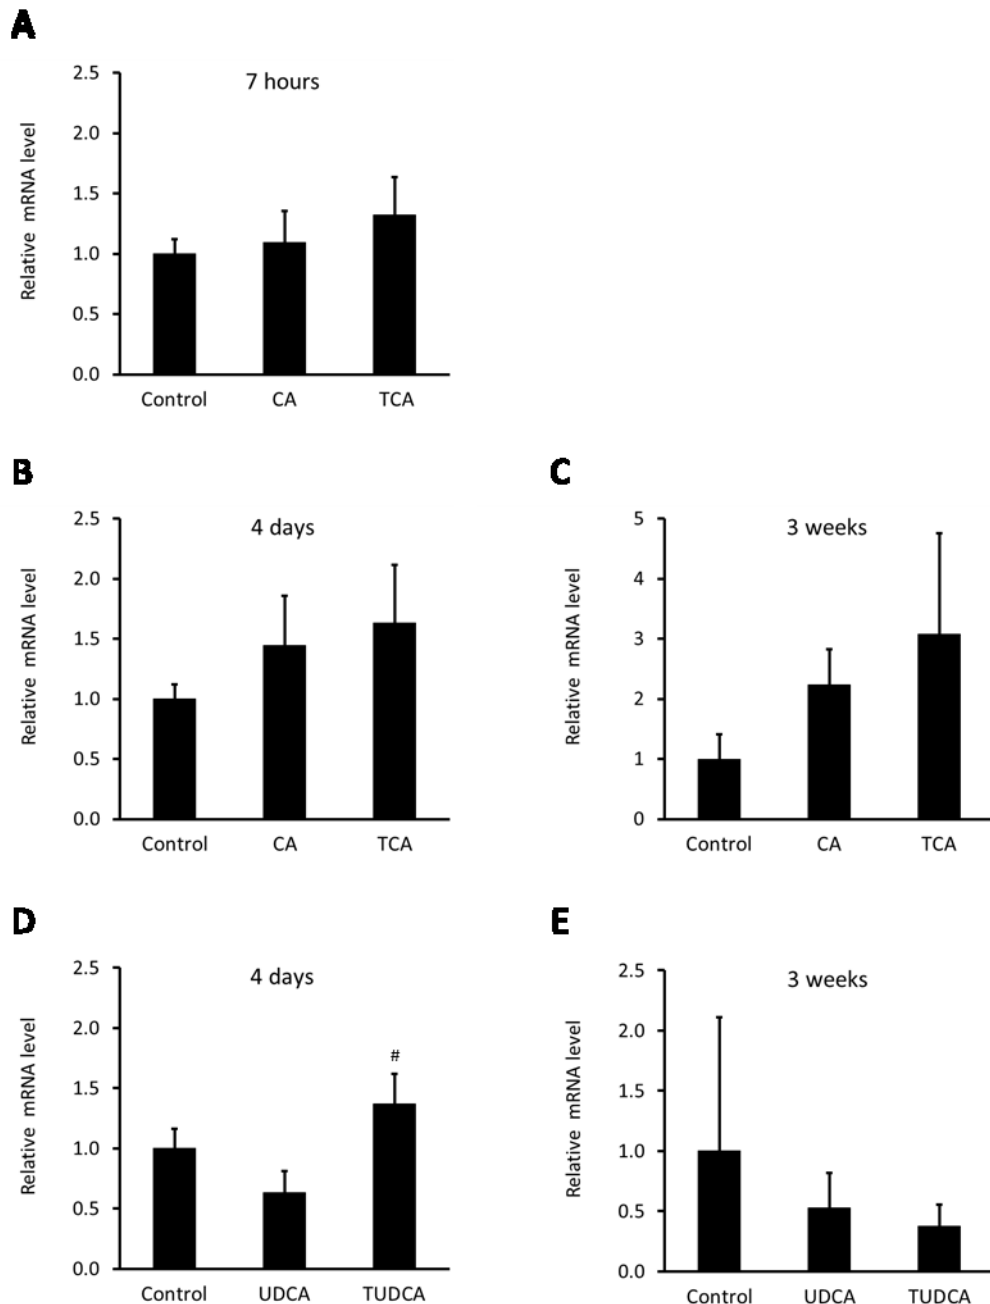 A
7 hours
Relative mRNA level
2.5
2.0
1.5
1.0
0.5
0.0
Control CA TCA
B
4 days
Relative mRNA level
2.5
2.0
1.5
1.0
0.5
0.0
Control CA TCA
C
3 weeks
Relative mRNA level
5
4
3
2
1
0
Control CA TCA
D
4 days
Relative mRNA level
2.5
2.0
1.5
1.0
0.5
0.0
#
Control UDCA TUDCA
E
3 weeks
Relative mRNA level
2.5
2.0
1.5
1.0
0.5
0.0
Control UDCA TUDCA